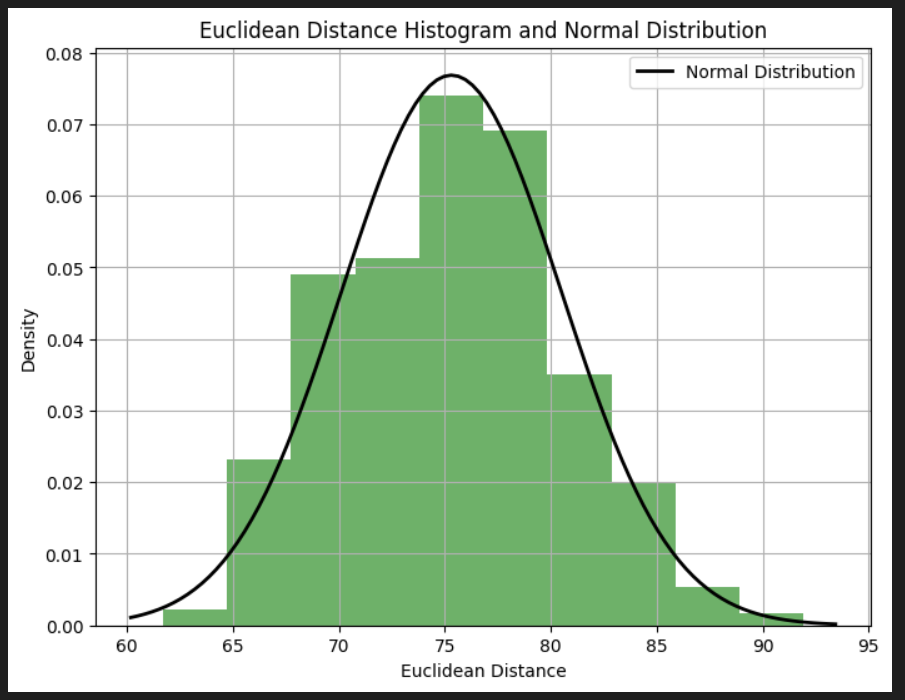 Euclidean Distance Histogram and Normal Distribution
Normal Distribution
0.08
0.07
0.06
0.05
0.04
0.03
0.02
0.01
0.00
Density
60 65 70 75 80 85 90 95
Euclidean Distance